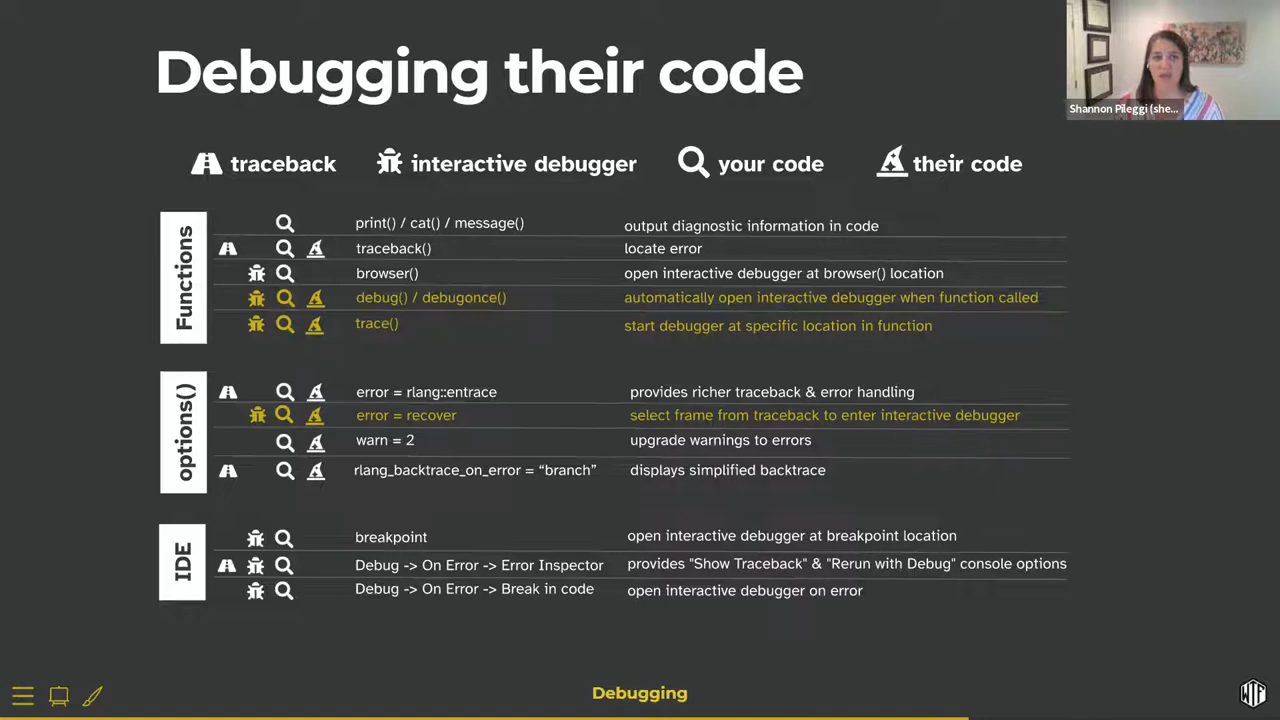 Debugging their code
Shannon Pileggi (she...
traceback interactive debugger your code their code
Functions
print() / cat() / message() output diagnostic information in code
traceback() locate error
browser() open interactive debugger at browser() location
debug() / debugonce() automatically open interactive debugger when function called
trace() start debugger at specific location in function
options()
error = rlang::entrace provides richer traceback & error handling
error = recover select frame from traceback to enter interactive debugger
warn = 2 upgrade warnings to errors
rlang_backtrace_on_error = “branch” displays simplified backtrace
IDE
breakpoint open interactive debugger at breakpoint location
Debug -> On Error -> Error Inspector provides "Show Traceback" & "Rerun with Debug" console options
Debug -> On Error -> Break in code open interactive debugger on error
Debugging
WTF